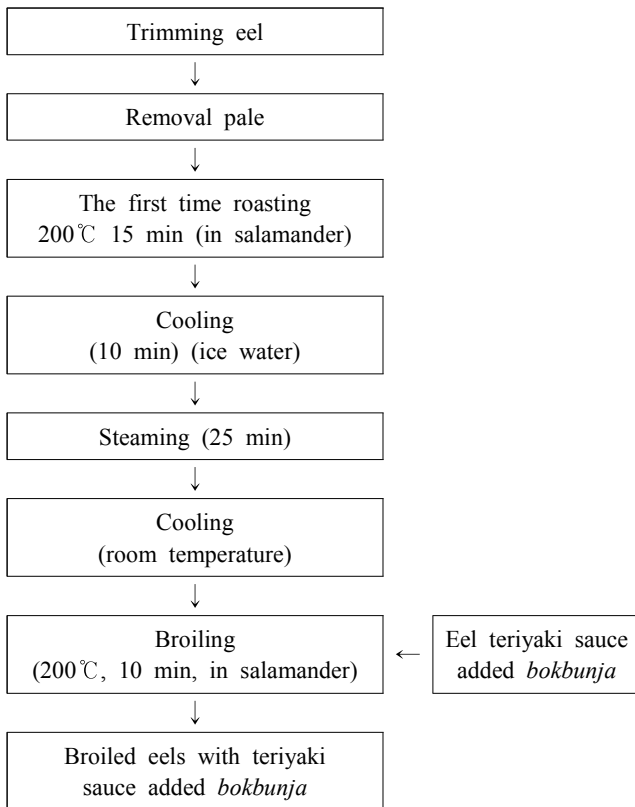 Trimming eel
↓
Removal pale
↓
The first time roasting
200℃ 15 min (in salamander)
↓
Cooling
(10 min) (ice water)
↓
Steaming (25 min)
↓
Cooling
(room temperature)
↓
Broiling
(200℃, 10 min, in salamander)
←
Eel teriyaki sauce
added bokbunja
↓
Broiled eels with teriyaki
sauce added bokbunja